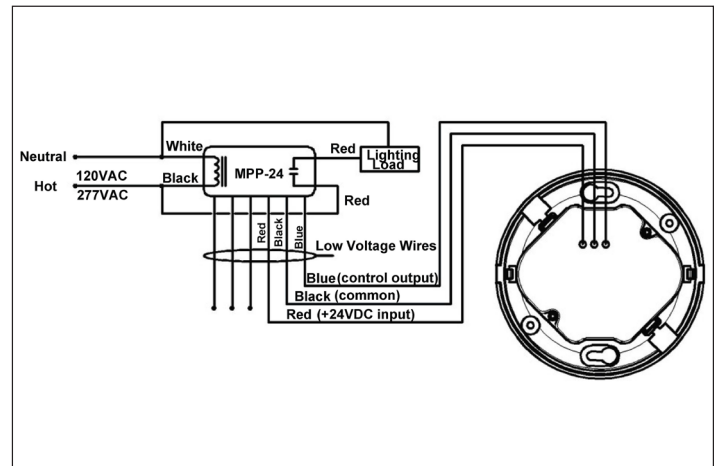 White
Red
Neutral
Lighting
Load
MPP-24
120VAC
Black
Hot
277VAC
Red
Red
Black
Blue
Low Voltage Wires
Blue (control output)
Black (common)
Red (+24VDC input)